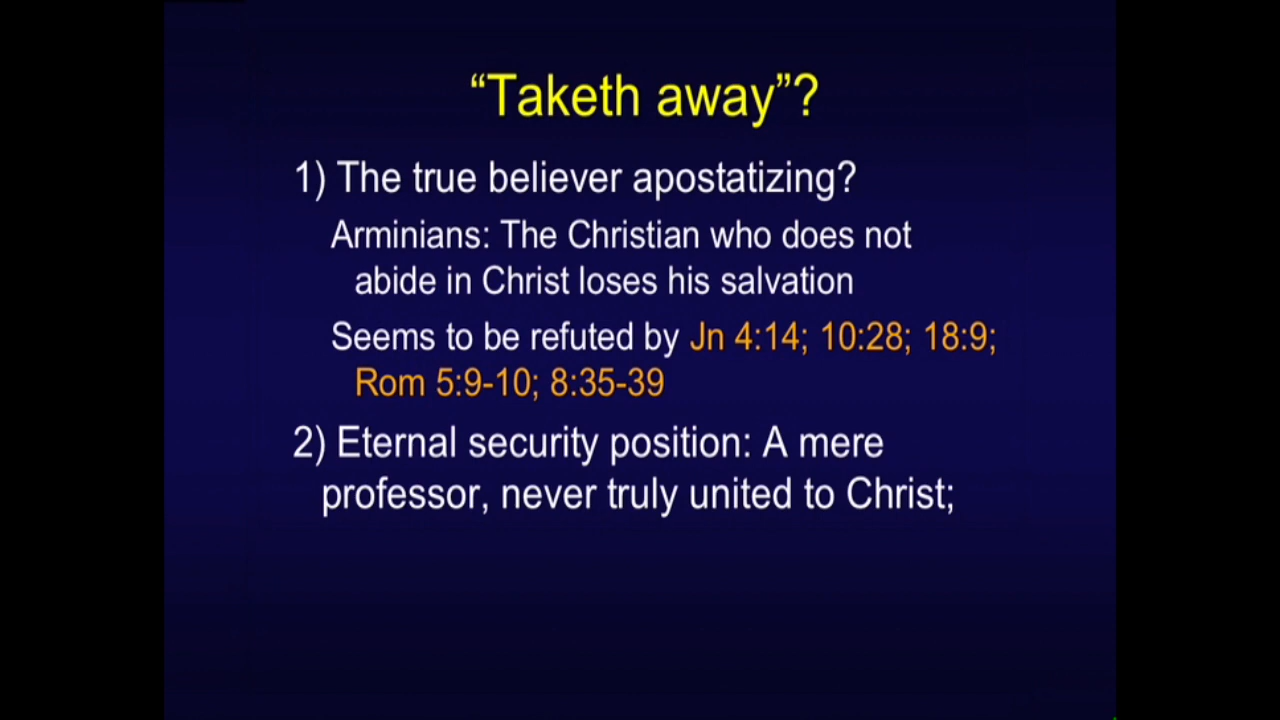 “Taketh away”?
1) The true believer apostatizing?
Arminians: The Christian who does not
abide in Christ loses his salvation
Seems to be refuted by Jn 4:14; 10:28; 18:9;
Rom 5:9-10; 8:35-39
2) Eternal security position: A mere
professor, never truly united to Christ;